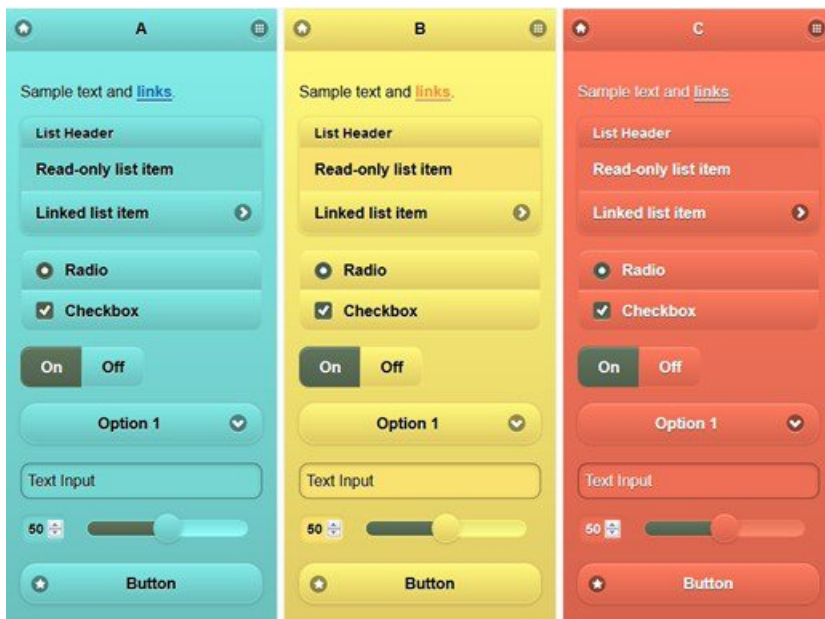 A
Sample text and links.
List Header
Read-only list item
Linked list item
Radio
Checkbox
On Off
Option 1
Text Input
50
Button
B
Sample text and links.
List Header
Read-only list item
Linked list item
Radio
Checkbox
On Off
Option 1
Text Input
50
Button
C
Sample text and links.
List Header
Read-only list item
Linked list item
Radio
Checkbox
On Off
Option 1
Text Input
50
Button